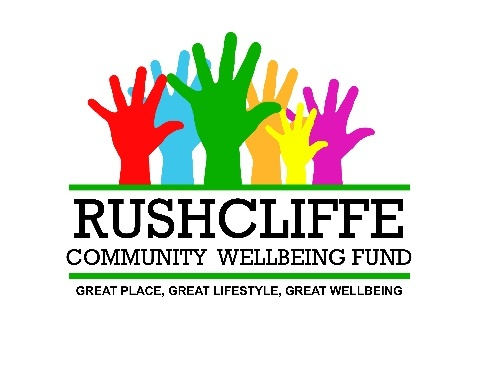 RUSHCLIFFE
COMMUNITY WELLBEING FUND
GREAT PLACE, GREAT LIFESTYLE, GREAT WELLBEING